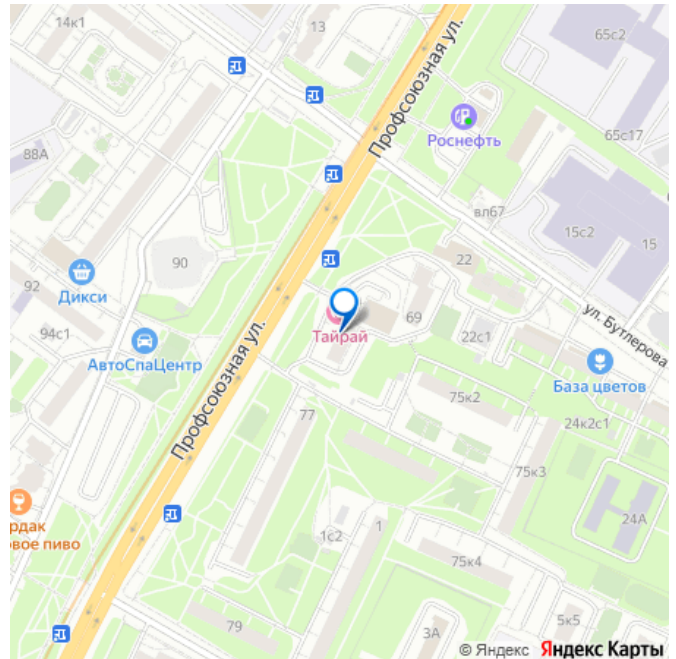 14к1
13
65с2
Профсоюзная ул.
Роснефть
65с17
88А
вл67
15с2
15
90
22
92
Дикси
69
ул. Бутлерова
94с1
22с1
АвтоСпаЦентр
Тайрай
База цветов
75к2
Профсоюзная ул.
77
24к2с1
75к3
24А
рдак
вое пиво
1
1с2
75к4
5к5
79
3А
© Яндекс Яндекс Карты